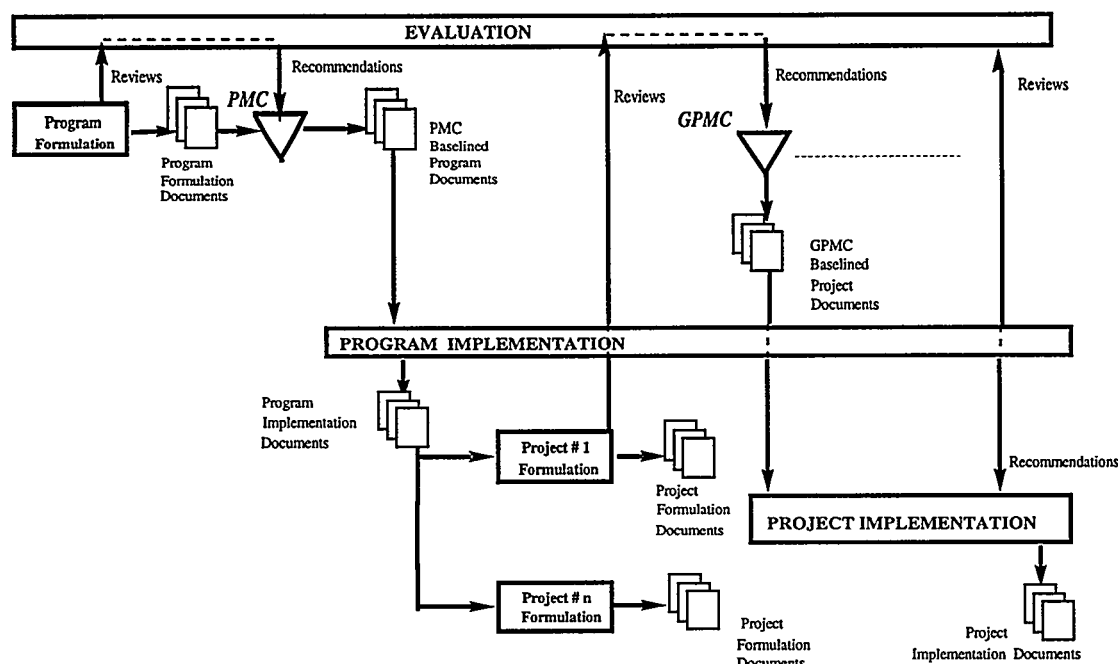 EVALUATION
Reviews
Recommendations
Reviews
Recommendations
Reviews
PMC
GPMC
Program
Formulation
Program
Formulation
Documents
PMC
Baselined
Program
Documents
GPMC
Baselined
Project
Documents
PROGRAM IMPLEMENTATION
Program
Implementation
Documents
Project # 1
Formulation
Project
Formulation
Documents
Recommendations
PROJECT IMPLEMENTATION
Project # n
Formulation
Project
Formulation
Documents
Project
Implementation Documents